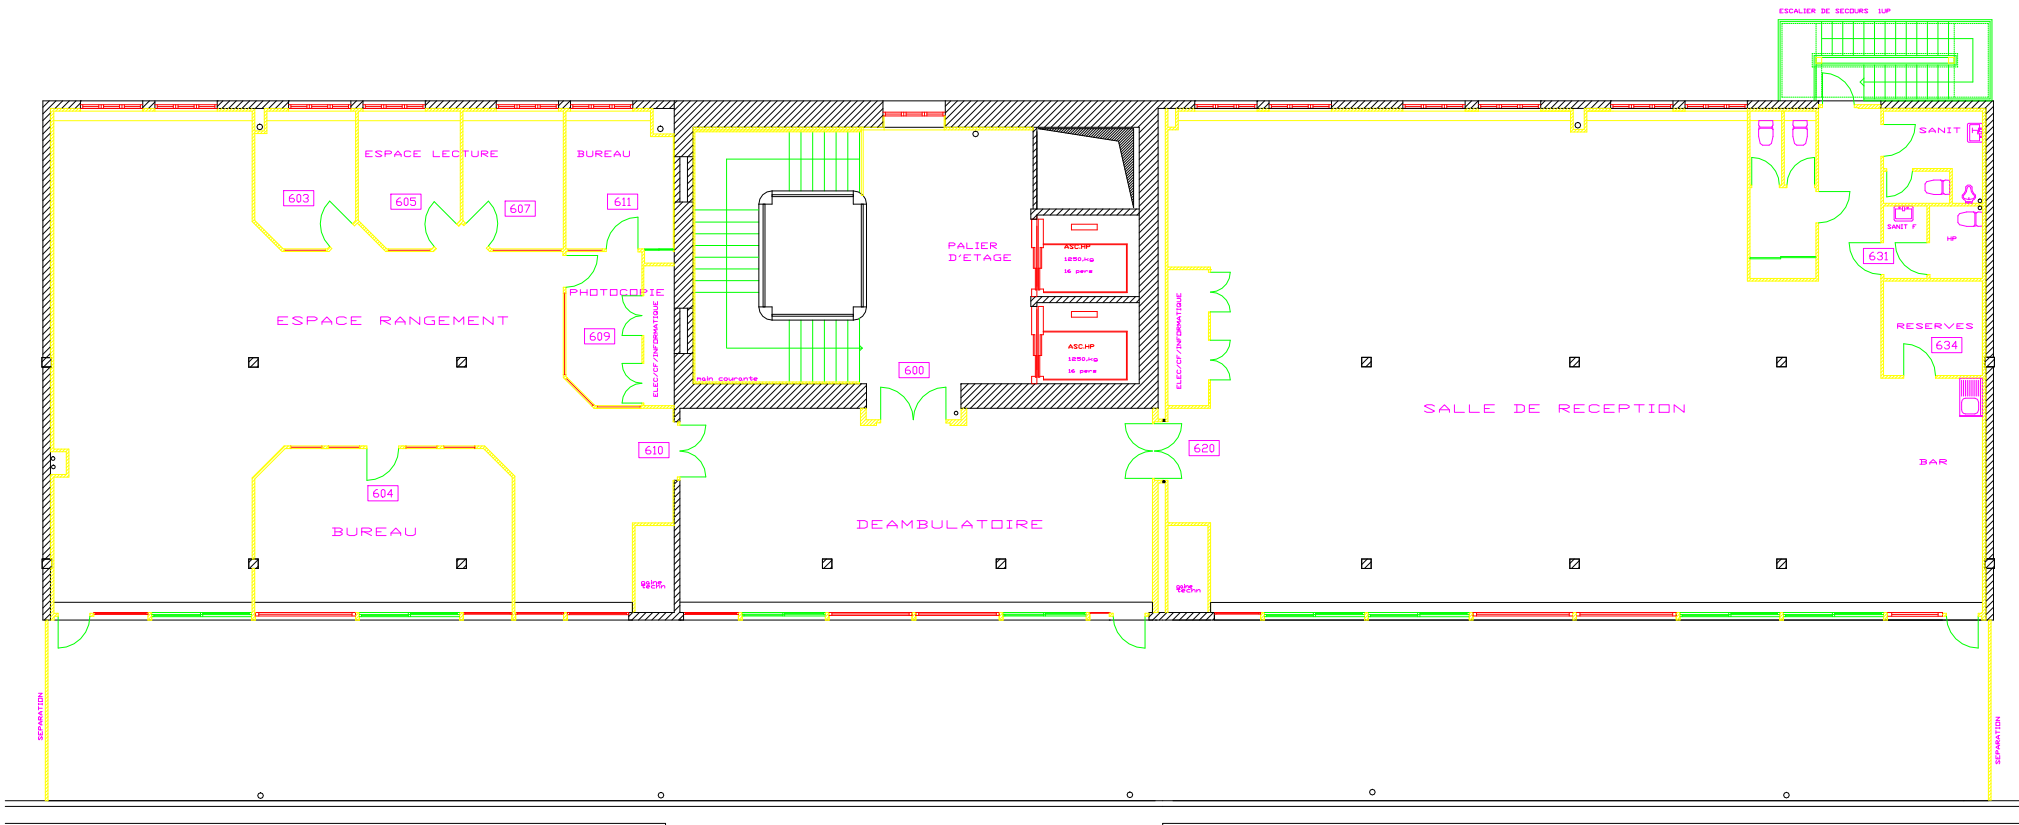 ESCALIER DE SECOURS 1UP
SANIT H
ESPACE LECTURE
BUREAU
603
605
607
611
SANIT F
HP
PALIER
D'ETAGE
ASC.HP
1250.kg
16 pers
631
PHOTOCOPIE
ELEC/CF/INFORMATIQUE
ELEC/CF/INFORMATIQUE
ESPACE RANGEMENT
609
RESERVES
634
ASC.HP
1250.kg
16 pers
600
main courante
SALLE DE RECEPTION
610
620
BAR
604
BUREAU
DEAMBULATOIRE
gaine
techn
gaine
techn
SEPARATION
SEPARATION